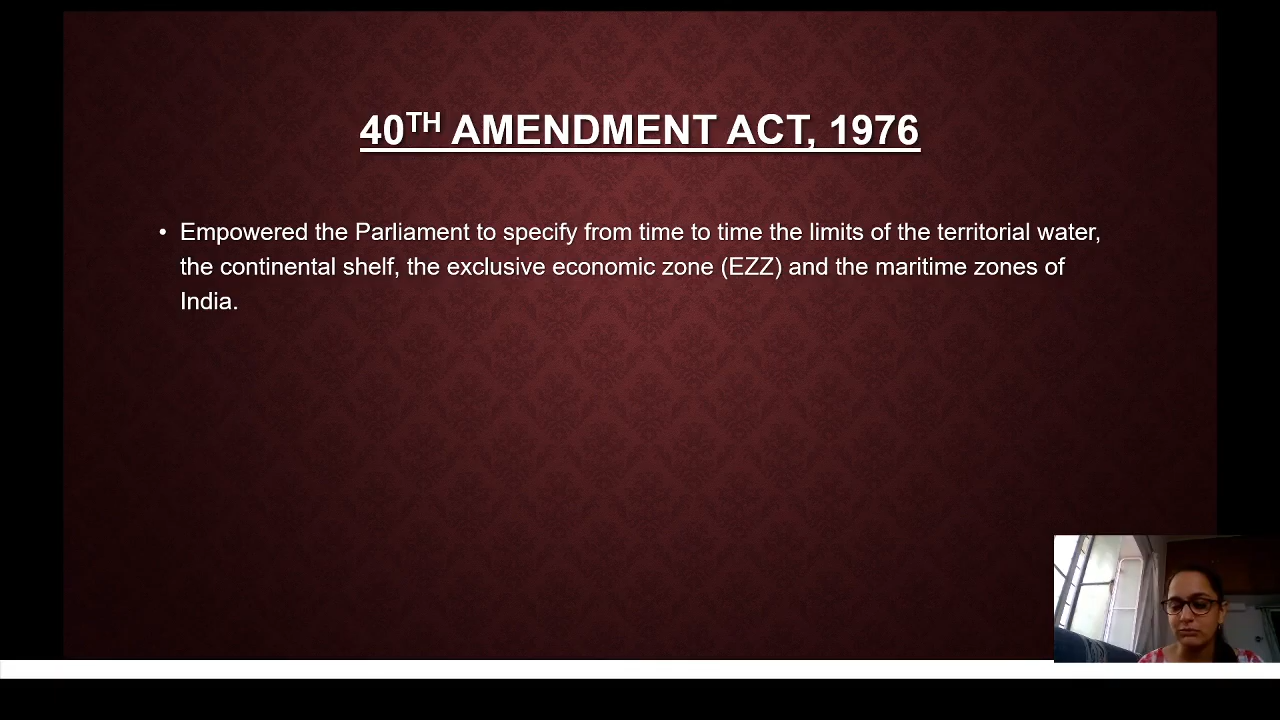 40TH AMENDMENT ACT, 1976
• Empowered the Parliament to specify from time to time the limits of the territorial water,
the continental shelf, the exclusive economic zone (EZZ) and the maritime zones of
India.